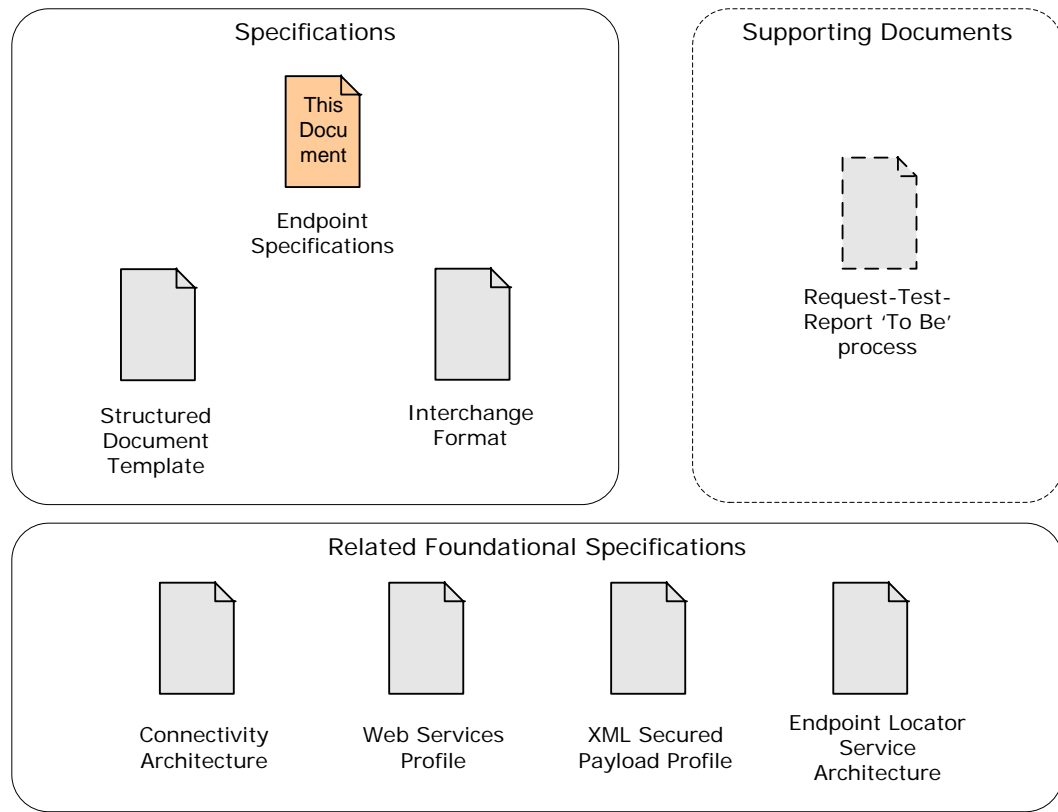 Specifications
This
Docu
ment
Endpoint
Specifications
Structured
Document
Template
Interchange
Format
Supporting Documents
Request-Test-
Report ‘To Be’
process
Related Foundational Specifications
Connectivity
Architecture
Web Services
Profile
XML Secured
Payload Profile
Endpoint Locator
Service
Architecture